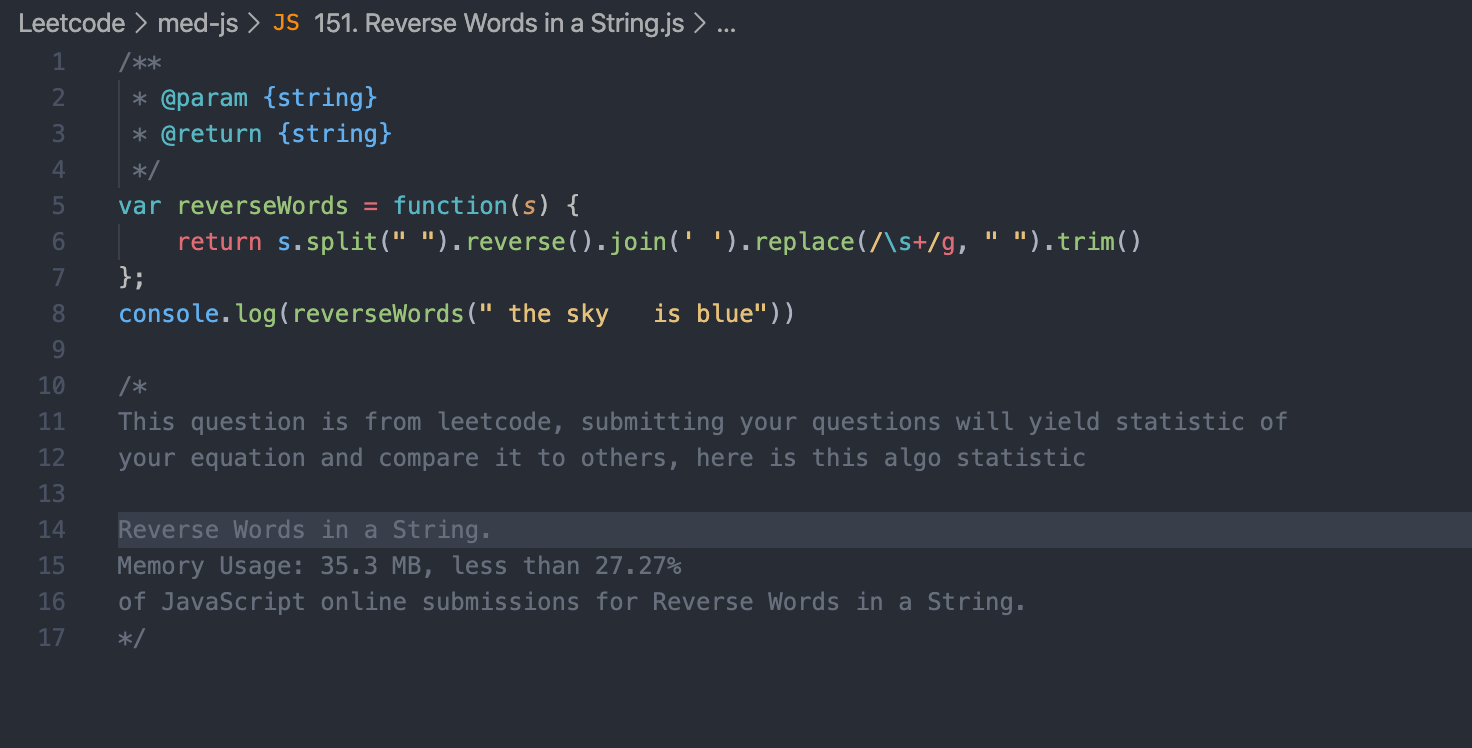 Leetcode > med-js > JS 151. Reverse Words in a String.js > ...
1 /**
2  * @param {string}
3  * @return {string}
4  */
5 var reverseWords = function(s) {
6     return s.split(" ").reverse().join(' ').replace(/\s+/g, " ").trim()
7 };
8 console.log(reverseWords(" the sky   is blue"))
9
10 /*
11 This question is from leetcode, submitting your questions will yield statistic of
12 your equation and compare it to others, here is this algo statistic
13
14 Reverse Words in a String.
15 Memory Usage: 35.3 MB, less than 27.27%
16 of JavaScript online submissions for Reverse Words in a String.
17 */